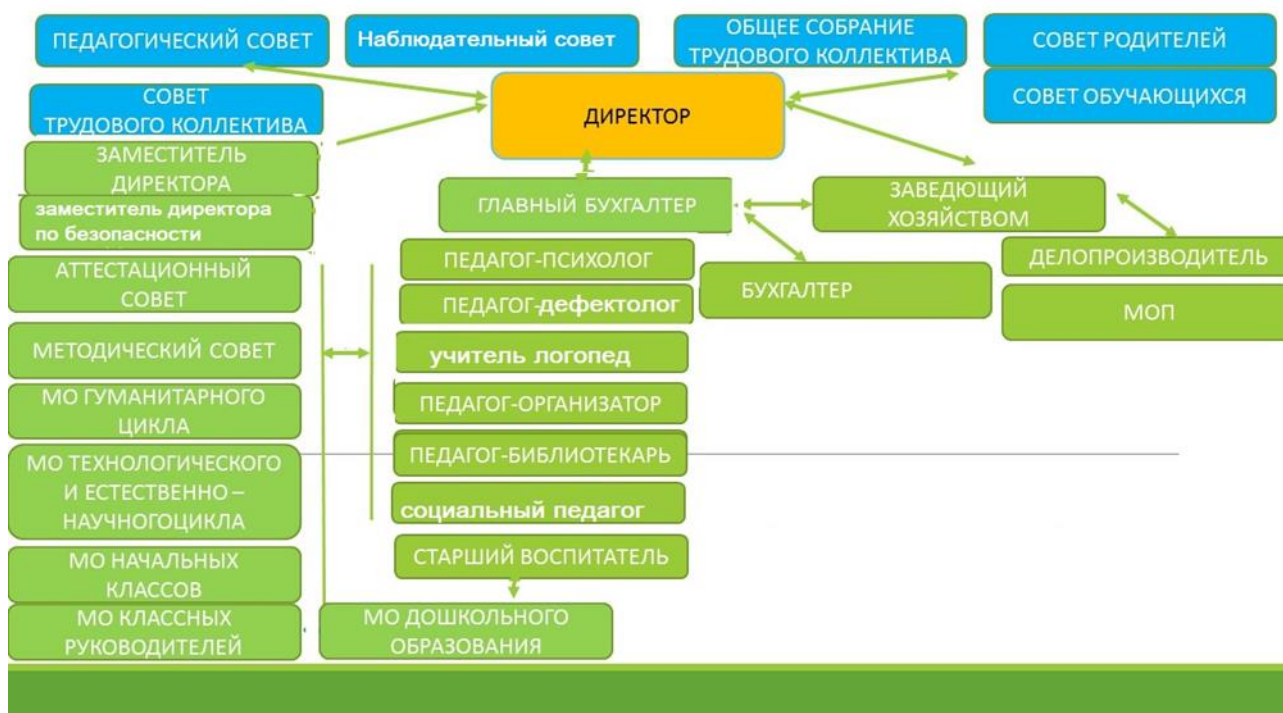 ПЕДАГОГИЧЕСКИЙ СОВЕТ
Наблюдательный совет
ОБЩЕЕ СОБРАНИЕ
ТРУДОВОГО КОЛЛЕКТИВА
СОВЕТ РОДИТЕЛЕЙ
СОВЕТ ОБУЧАЮЩИХСЯ
СОВЕТ
ТРУДОВОГО КОЛЛЕКТИВА
ДИРЕКТОР
ЗАМЕСТИТЕЛЬ
ДИРЕКТОРА
заместитель директора
по безопасности
ГЛАВНЫЙ БУХГАЛТЕР
ЗАВЕДЮЩИЙ
ХОЗЯЙСТВОМ
ДЕЛОПРОИЗВОДИТЕЛЬ
МОП
БУХГАЛТЕР
АТТЕСТАЦИОННЫЙ
СОВЕТ
МЕТОДИЧЕСКИЙ СОВЕТ
МО ГУМАНИТАРНОГО
ЦИКЛА
МО ТЕХНОЛОГИЧЕСКОГО
И ЕСТЕСТВЕННО –
НАУЧНОГОЦИКЛА
МО НАЧАЛЬНЫХ
КЛАССОВ
МО КЛАССНЫХ
РУКОВОДИТЕЛЕЙ
ПЕДАГОГ-ПСИХОЛОГ
ПЕДАГОГ-дефектолог
учитель логопед
ПЕДАГОГ-ОРГАНИЗАТОР
ПЕДАГОГ-БИБЛИОТЕКАРЬ
социальный педагог
СТАРШИЙ ВОСПИТАТЕЛЬ
МО ДОШКОЛЬНОГО
ОБРАЗОВАНИЯ